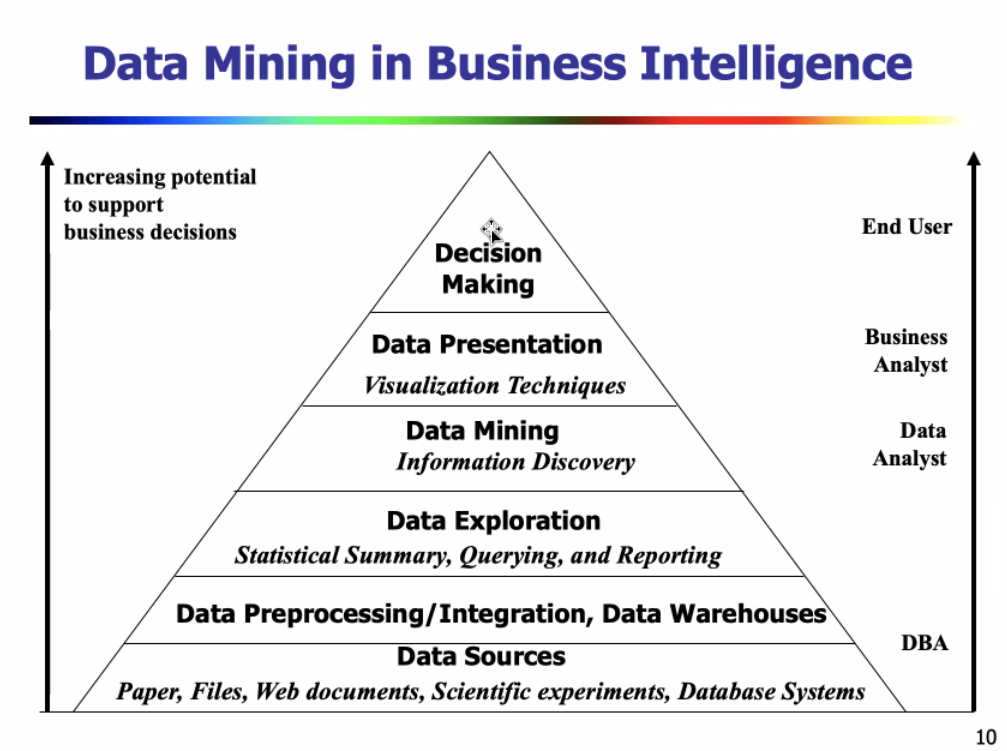 Data Mining in Business Intelligence
Increasing potential
to support
business decisions
End User
Decision
Making
Business
Analyst
Data Presentation
Visualization Techniques
Data
Analyst
Data Mining
Information Discovery
Data Exploration
Statistical Summary, Querying, and Reporting
Data Preprocessing/Integration, Data Warehouses
DBA
Data Sources
Paper, Files, Web documents, Scientific experiments, Database Systems
10